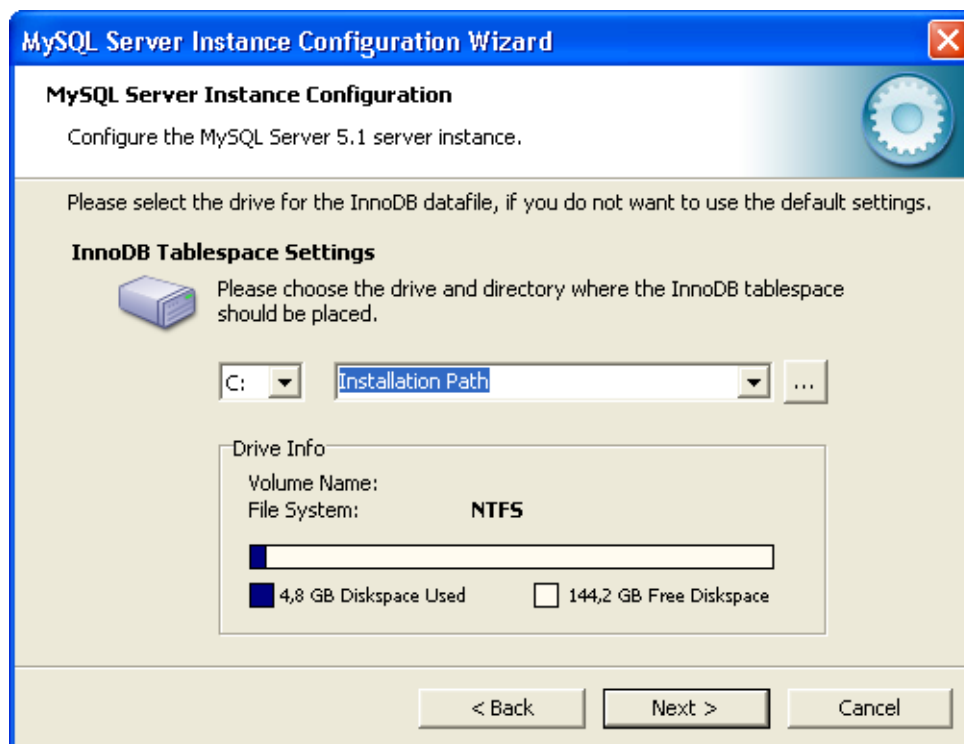 MySQL Server Instance Configuration Wizard
MySQL Server Instance Configuration
Configure the MySQL Server 5.1 server instance.
Please select the drive for the InnoDB datafile, if you do not want to use the default settings.
InnoDB Tablespace Settings
Please choose the drive and directory where the InnoDB tablespace
should be placed.
C: Installation Path ...
Drive Info
Volume Name:
File System: NTFS
4,8 GB Diskspace Used 144,2 GB Free Diskspace
< Back Next > Cancel